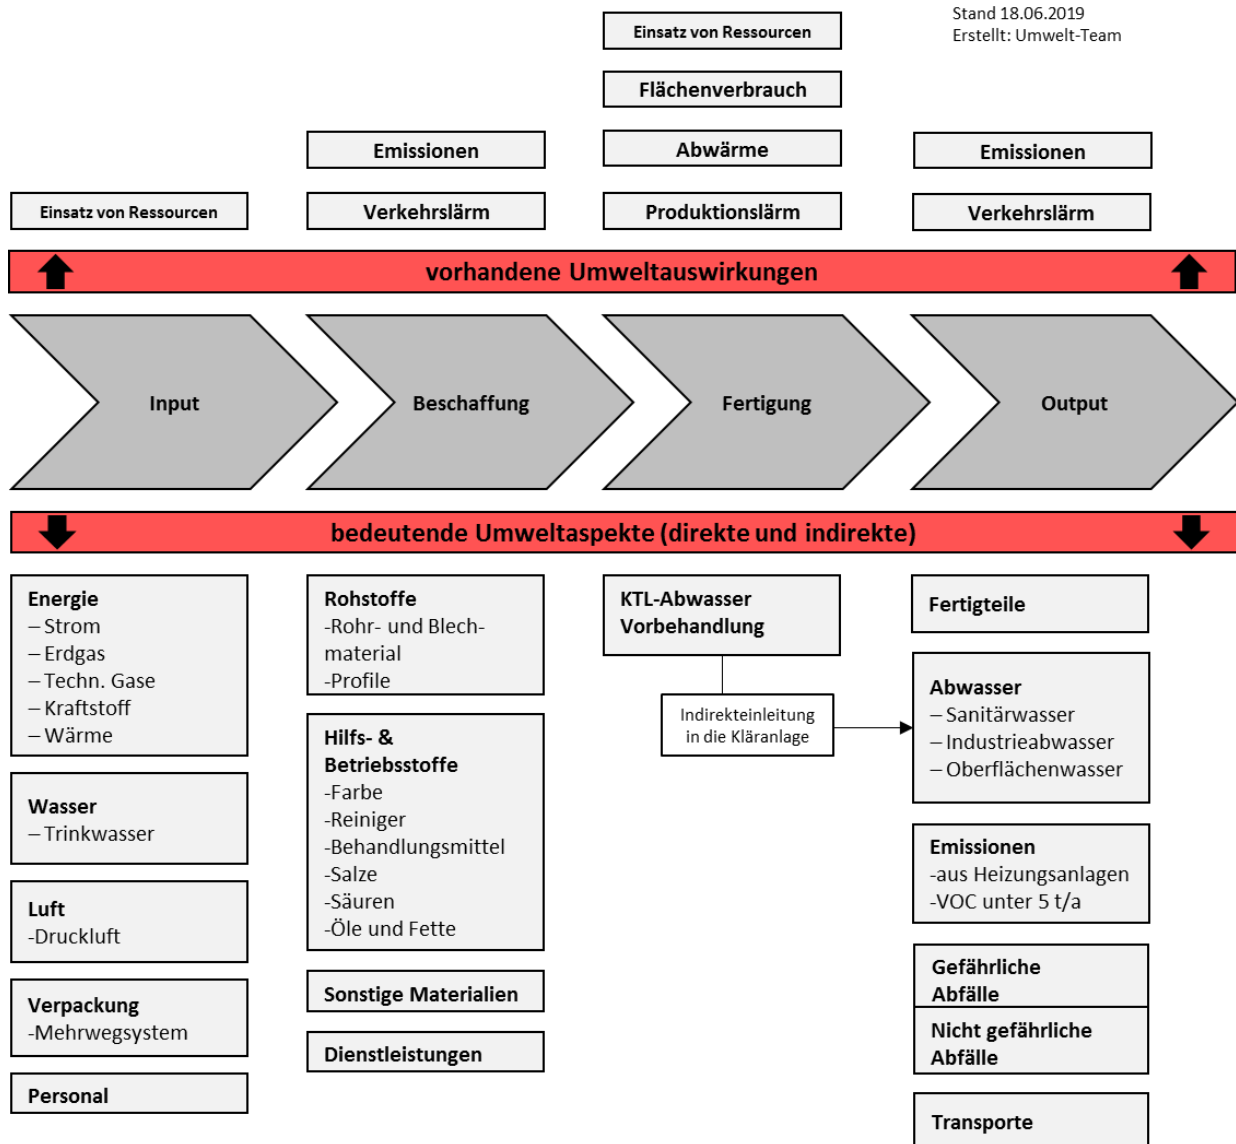 Stand 18.06.2019
Erstellt: Umwelt-Team
Einsatz von Ressourcen
Flächenverbrauch
Emissionen
Abwärme
Emissionen
Einsatz von Ressourcen
Verkehrslärm
Produktionslärm
Verkehrslärm
vorhandene Umweltauswirkungen
Input
Beschaffung
Fertigung
Output
bedeutende Umweltaspekte (direkte und indirekte)
Energie
– Strom
– Erdgas
– Techn. Gase
– Kraftstoff
– Wärme
Wasser
– Trinkwasser
Luft
-Druckluft
Verpackung
-Mehrwegsystem
Personal
Rohstoffe
-Rohr- und Blech-
material
-Profile
Hilfs- &
Betriebsstoffe
-Farbe
-Reiniger
-Behandlungsmittel
-Salze
-Säuren
-Öle und Fette
Sonstige Materialien
Dienstleistungen
KTL-Abwasser
Vorbehandlung
Indirekteinleitung
in die Kläranlage
Fertigteile
Abwasser
– Sanitärwasser
– Industrieabwasser
– Oberflächenwasser
Emissionen
-aus Heizungsanlagen
-VOC unter 5 t/a
Gefährliche
Abfälle
Nicht gefährliche
Abfälle
Transporte